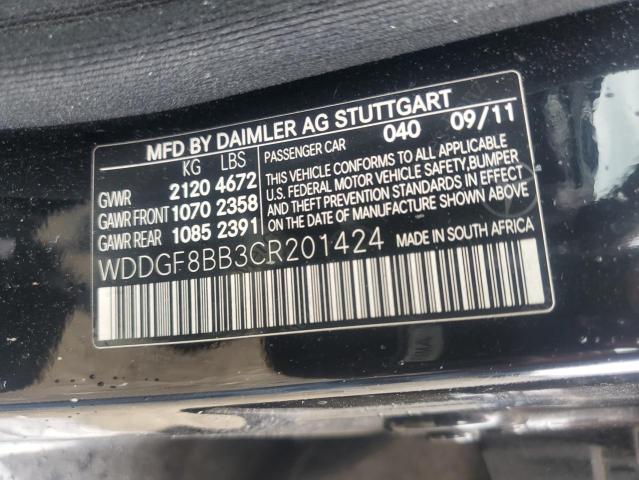 MFD BY DAIMLER AG STUTTGART
KG LBS
GVWR 2120 4672
GAWR FRONT 1070 2358
GAWR REAR 1085 2391
PASSENGER CAR 040 09/11
THIS VEHICLE CONFORMS TO ALL APPLICABLE
U.S. FEDERAL MOTOR VEHICLE SAFETY, BUMPER
AND THEFT PREVENTION STANDARDS IN EFFECT
ON THE DATE OF MANUFACTURE SHOWN ABOVE.
WDDGF8BB3CR201424 MADE IN SOUTH AFRICA